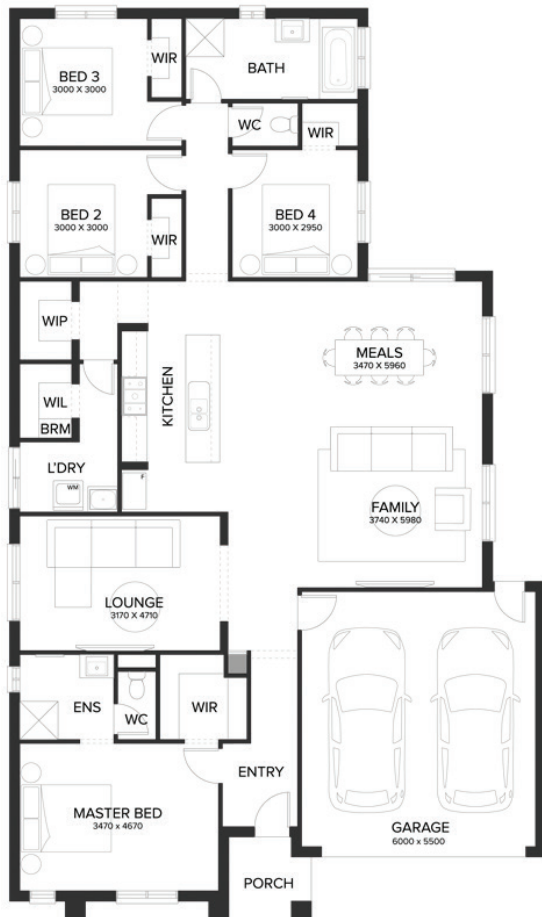 BED 3
3000 X 3000
WIR
BATH
WC
WIR
BED 2
3000 X 3000
WIR
BED 4
3000 X 2950
WIP
KITCHEN
MEALS
3470 X 5960
WIL
BRM
L'DRY
WM
FAMILY
3740 X 5980
LOUNGE
3170 X 4710
ENS
WC
WIR
ENTRY
MASTER BED
3470 x 4670
GARAGE
6000 x 5500
PORCH